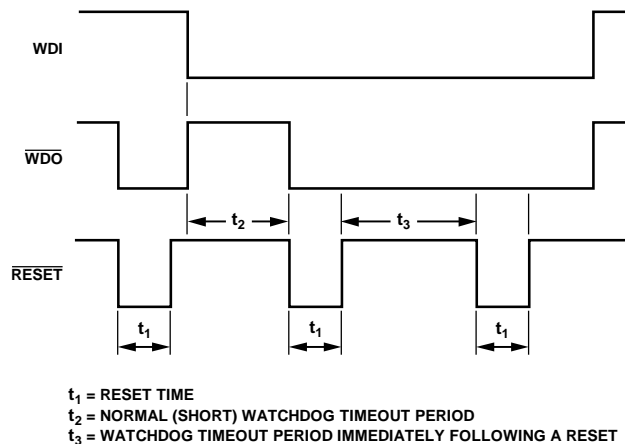 WDI
WDO
t2
t3
RESET
t1
t1
t1
t1 = RESET TIME
t2 = NORMAL (SHORT) WATCHDOG TIMEOUT PERIOD
t3 = WATCHDOG TIMEOUT PERIOD IMMEDIATELY FOLLOWING A RESET